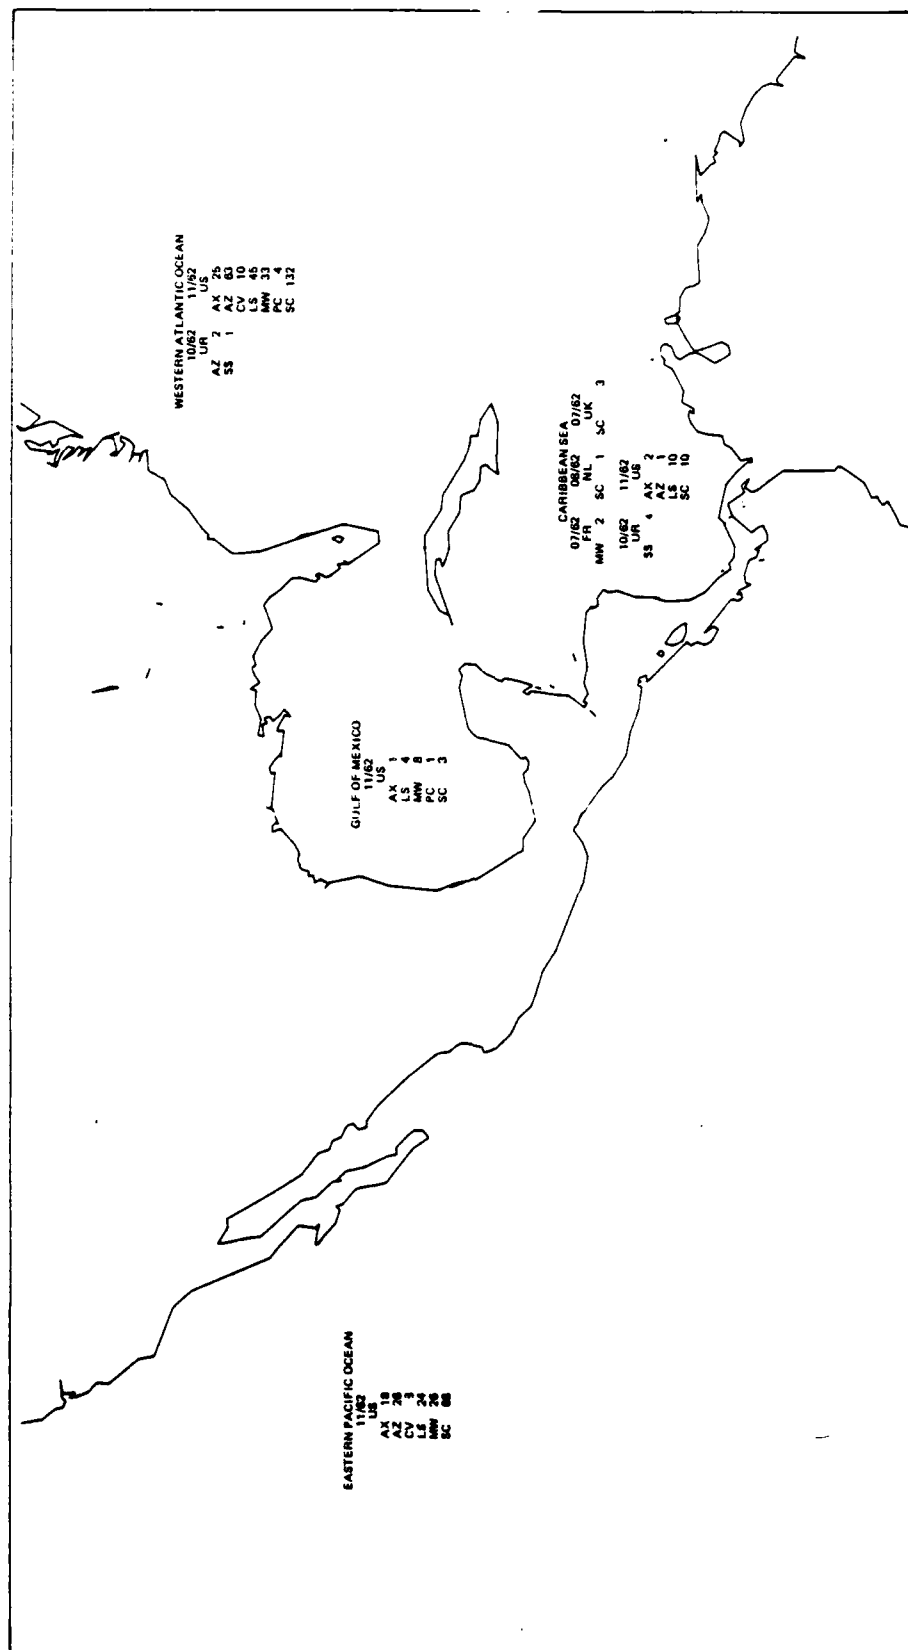 WESTERN ATLANTIC OCEAN
10/62 11/62
UR US
AZ 2 AX 25
SS 1 AZ 63
CV 10
LS 45
MW 33
PC 4
SC 132
EASTERN PACIFIC OCEAN
11/62
US
AX 18
AZ
CV 3
LS 24
MW
SC
GULF OF MEXICO
11/62
US
AX 1
LS 4
MW 8
PC 1
SC 3
CARIBBEAN SEA
07/62 08/62 07/62
FR NL UK
MW 2 SC 1 SC 3
10/62 11/62
UR US
SS 4 AX 2
AZ 1
LS 10
SC 10